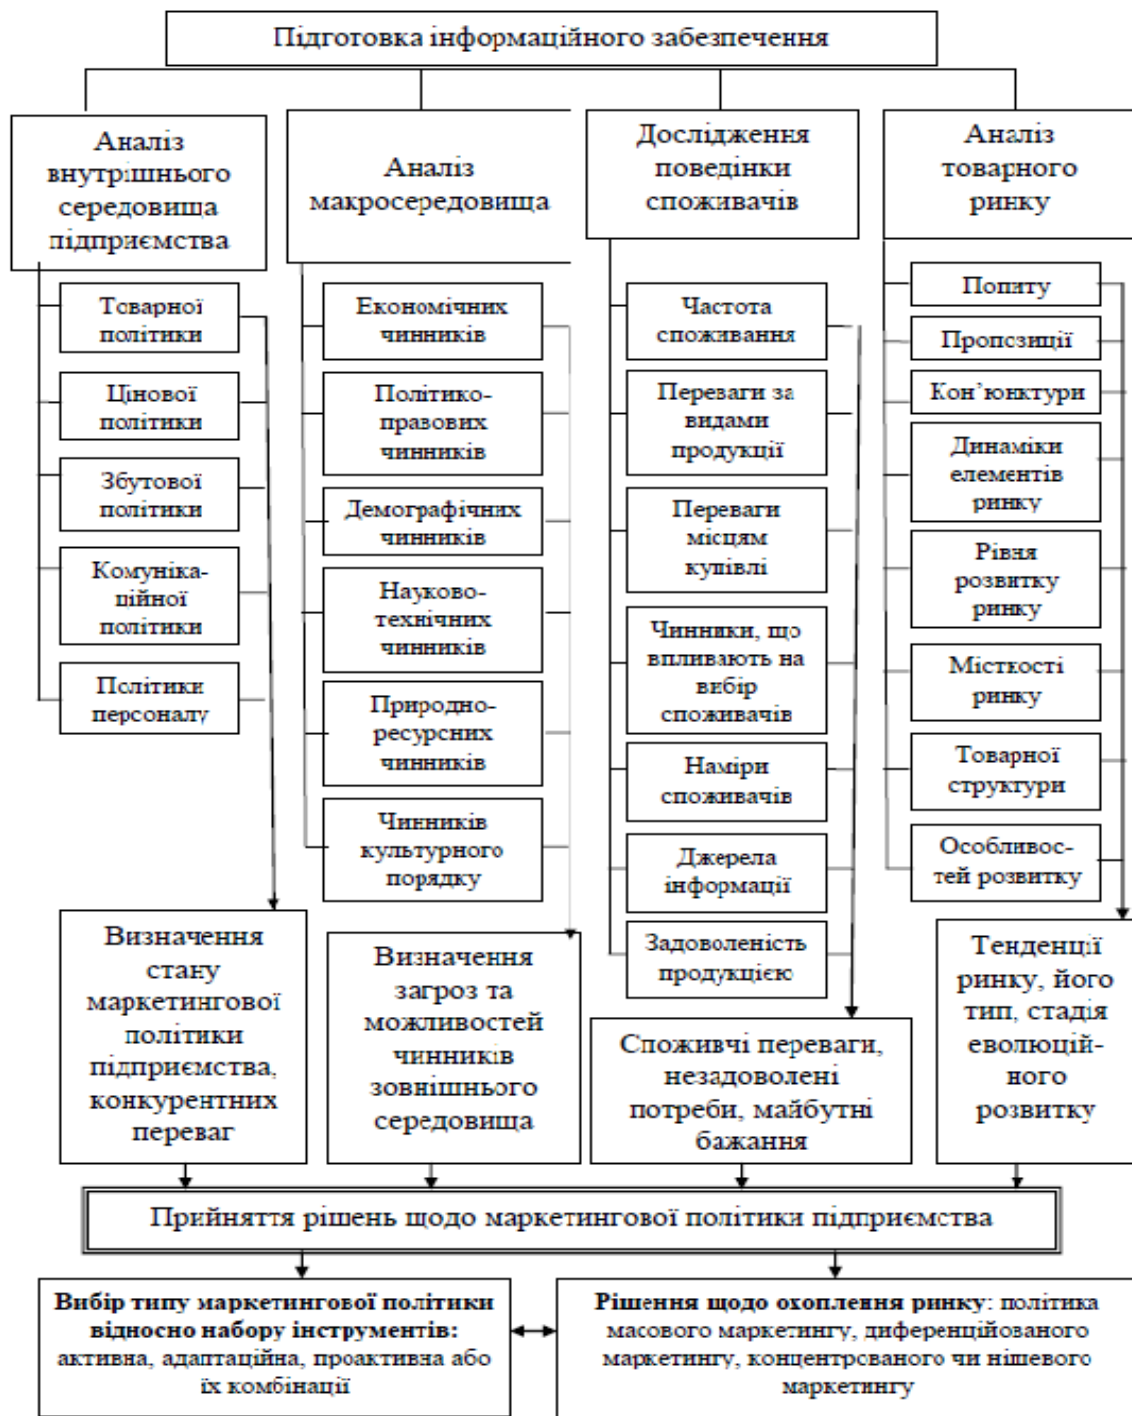 Підготовка інформаційного забезпечення
Аналіз
внутрішнього
середовища
підприємства
Товарної
політики
Цінової
політики
Збутової
політики
Комуніка-
ційної
політики
Політики
персоналу
Визначення
стану
маркетингової
політики
підприємства,
конкурентних
переваг
Аналіз
макросередовища
Економічних
чинників
Політико-
правових
чинників
Демографічних
чинників
Науково-
технічних
чинників
Природно-
ресурсних
чинників
Чинників
культурного
порядку
Визначення
загроз та
можливостей
чинників
зовнішнього
середовища
Дослідження
поведінки
споживачів
Частота
споживання
Переваги за
видами
продукції
Переваги
місцям
купівлі
Чинники, що
впливають на
вибір
споживачів
Наміри
споживачів
Джерела
інформації
Задоволеність
продукцією
Споживчі переваги,
незадоволені
потреби, майбутні
бажання
Аналіз
товарного
ринку
Попиту
Пропозиції
Кон’юнктури
Динаміки
елементів
ринку
Рівня
розвитку
ринку
Місткості
ринку
Товарної
структури
Особливос-
тей розвитку
Тенденції
ринку, його
тип, стадія
еволюцій-
ного
розвитку
Прийняття рішень щодо маркетингової політики підприємства
Вибір типу маркетингової політики
відносно набору інструментів:
активна, адаптаційна, проактивна або
їх комбінації
Рішення щодо охоплення ринку: політика
масового маркетингу, диференційованого
маркетингу, концентрованого чи нішевого
маркетингу